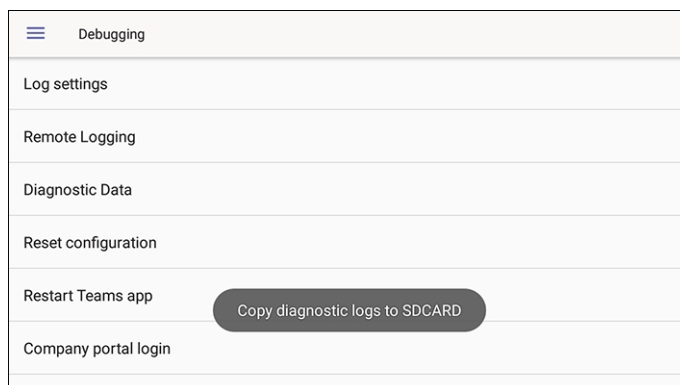 Debugging
Log settings
Remote Logging
Diagnostic Data
Reset configuration
Restart Teams app
Copy diagnostic logs to SDCARD
Company portal login